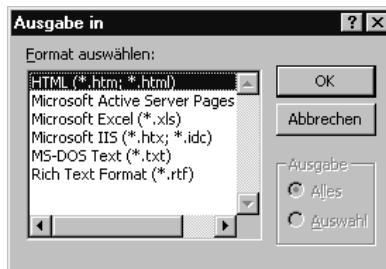 Ausgabe in
Format auswählen:
HTML (*.htm; *.html)
Microsoft Active Server Pages
Microsoft Excel (*.xls)
Microsoft IIS (*.htx; *.idc)
MS-DOS Text (*.txt)
Rich Text Format (*.rtf)
OK
Abbrechen
Ausgabe
Alles
Auswahl